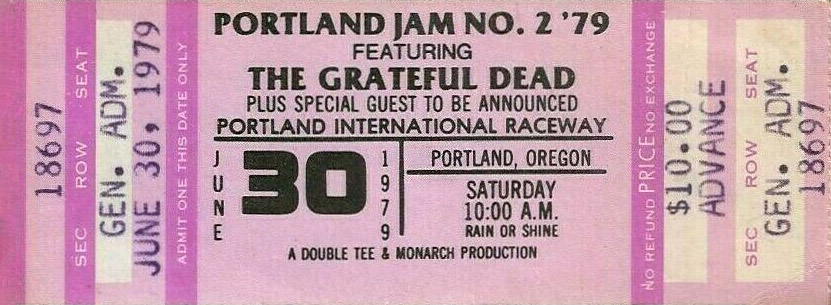 18697
SEC ROW SEAT
GEN. ADM.
JUNE 30, 1979
ADMIT ONE THIS DATE ONLY
PORTLAND JAM NO. 2 '79
FEATURING
THE GRATEFUL DEAD
PLUS SPECIAL GUEST TO BE ANNOUNCED
PORTLAND INTERNATIONAL RACEWAY
JUNE
30
1979
PORTLAND, OREGON
SATURDAY
10:00 A.M.
RAIN OR SHINE
A DOUBLE TEE & MONARCH PRODUCTION
NO REFUND PRICE NO EXCHANGE
$10.00
ADVANCE
SEC ROW SEAT
GEN. ADM.
18697